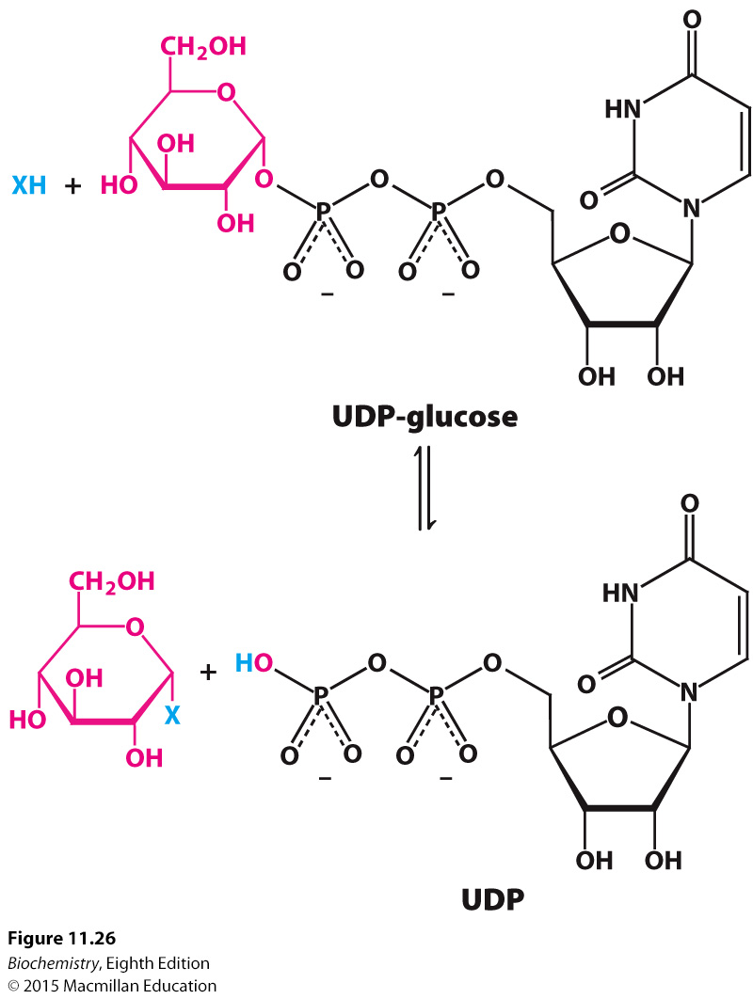 O
CH₂OH
O
HN
OH
XH + HO
O
O
O
O
N
P
P
OH
O
O
O
O
O
–
–
OH OH
UDP-glucose
O
CH₂OH
HN
O
OH
+ HO
O
O
O
N
P
P
HO
X
O
OH
O
O
O
O
–
–
OH OH
UDP
Figure 11.26
Biochemistry, Eighth Edition
© 2015 Macmillan Education